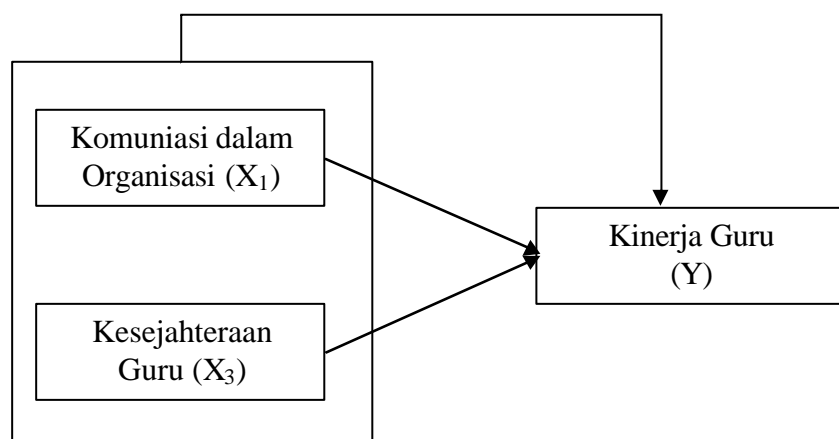 Komuniasi dalam
Organisasi (X₁)
Kinerja Guru
(Y)
Kesejahteraan
Guru (X₃)